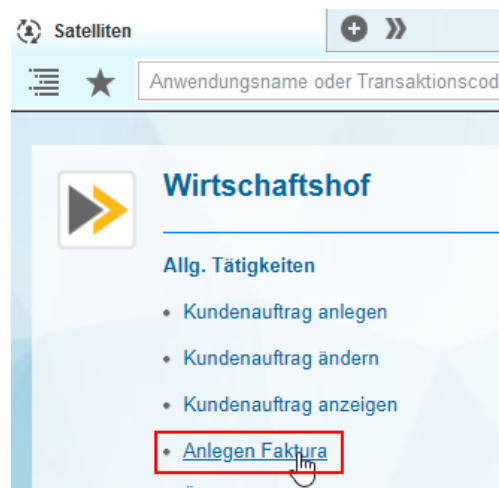 Satelliten
Anwendungsname oder Transaktionscod
Wirtschaftshof
Allg. Tätigkeiten
Kundenauftrag anlegen
Kundenauftrag ändern
Kundenauftrag anzeigen
Anlegen Faktura